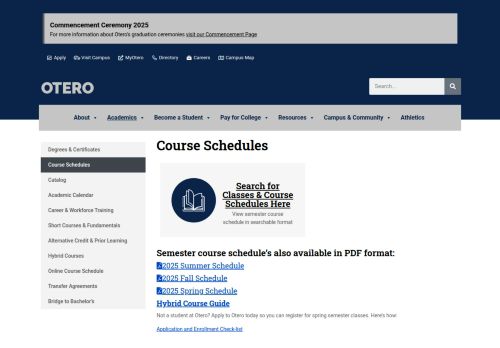 Commencement Ceremony 2025
For more information about Otero's graduation ceremonies visit our Commencement Page
Apply Visit Campus MyOtero Directory Careers Campus Map
OTERO
Search...
About Academics Become a Student Pay for College Resources Campus & Community Athletics
Degrees & Certificates
Course Schedules
Catalog
Academic Calendar
Career & Workforce Training
Short Courses & Fundamentals
Alternative Credit & Prior Learning
Hybrid Courses
Online Course Schedule
Transfer Agreements
Bridge to Bachelor's
Course Schedules
Search for
Classes & Course
Schedules Here
View semester course
schedule in searchable format
Semester course schedule's also available in PDF format:
2025 Summer Schedule
2025 Fall Schedule
2025 Spring Schedule
Hybrid Course Guide
Not a student at Otero? Apply to Otero today so you can register for spring semester classes. Here's how:
Application and Enrollment Check-list